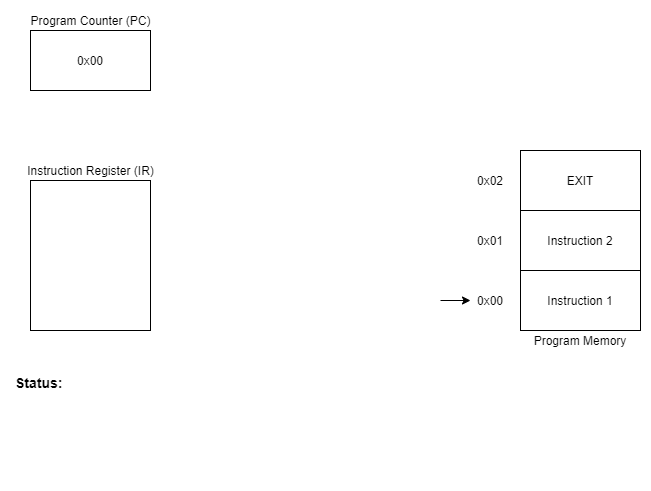 Program Counter (PC)
0x00
Instruction Register (IR)
0x02
EXIT
0x01
Instruction 2
0x00
Instruction 1
Program Memory
Status: